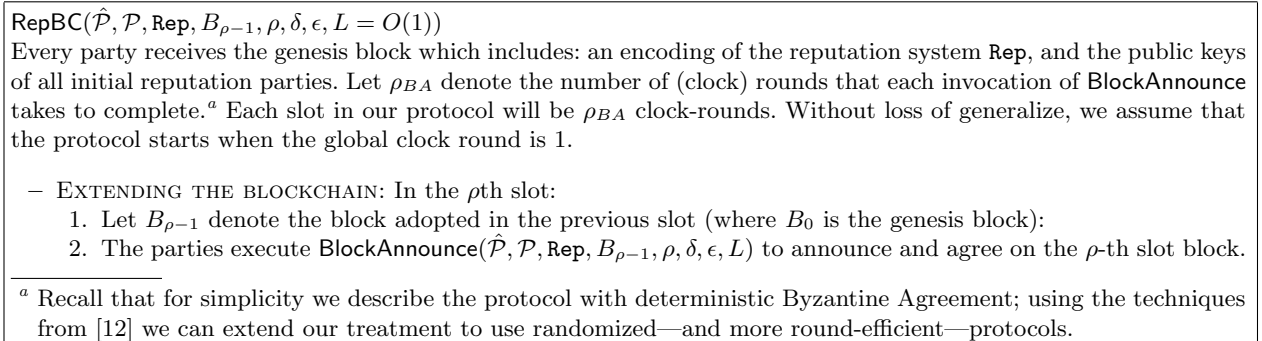 RepBC(𝒫̂, 𝒫, Rep, B_{ρ−1}, ρ, δ, ϵ, L = O(1))
Every party receives the genesis block which includes: an encoding of the reputation system Rep, and the public keys
of all initial reputation parties. Let ρ_{BA} denote the number of (clock) rounds that each invocation of BlockAnnounce
takes to complete.^a Each slot in our protocol will be ρ_{BA} clock-rounds. Without loss of generalize, we assume that
the protocol starts when the global clock round is 1.
– EXTENDING THE BLOCKCHAIN: In the ρth slot:
1. Let B_{ρ−1} denote the block adopted in the previous slot (where B_0 is the genesis block):
2. The parties execute BlockAnnounce(𝒫̂, 𝒫, Rep, B_{ρ−1}, ρ, δ, ϵ, L) to announce and agree on the ρ-th slot block.
^a Recall that for simplicity we describe the protocol with deterministic Byzantine Agreement; using the techniques
from [12] we can extend our treatment to use randomized—and more round-efficient—protocols.